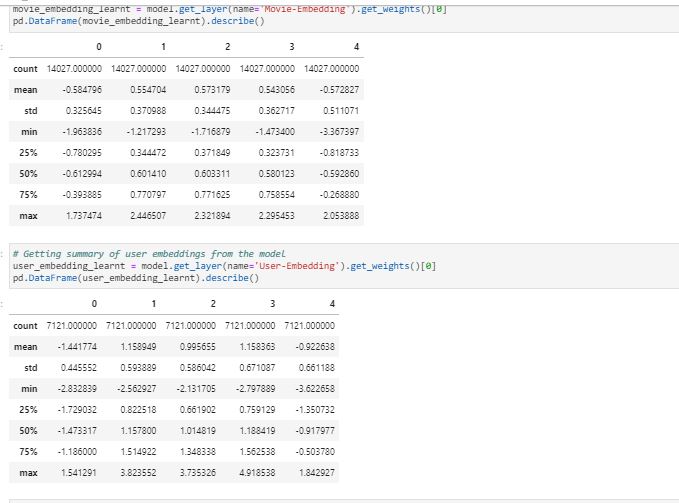 movie_embedding_learnt = model.get_layer(name='Movie-Embedding').get_weights()[0]
pd.DataFrame(movie_embedding_learnt).describe()
0 1 2 3 4
count 14027.000000 14027.000000 14027.000000 14027.000000 14027.000000
mean -0.584796 0.554704 0.573179 0.543056 -0.572827
std 0.325645 0.370988 0.344475 0.362717 0.511071
min -1.963836 -1.217293 -1.716879 -1.473400 -3.367397
25% -0.780295 0.344472 0.371849 0.323731 -0.818733
50% -0.612994 0.601410 0.603311 0.580123 -0.592860
75% -0.393885 0.770797 0.771625 0.758554 -0.268880
max 1.737474 2.446507 2.321894 2.295453 2.053888
# Getting summary of user embeddings from the model
user_embedding_learnt = model.get_layer(name='User-Embedding').get_weights()[0]
pd.DataFrame(user_embedding_learnt).describe()
0 1 2 3 4
count 7121.000000 7121.000000 7121.000000 7121.000000 7121.000000
mean -1.441774 1.158949 0.995655 1.158363 -0.922638
std 0.445552 0.593889 0.586042 0.671087 0.661188
min -2.832839 -2.562927 -2.131705 -2.797889 -3.622658
25% -1.729032 0.822518 0.661902 0.759129 -1.350732
50% -1.473317 1.157800 1.014819 1.188419 -0.917977
75% -1.186000 1.514922 1.348338 1.562538 -0.503780
max 1.541291 3.823552 3.735326 4.918538 1.842927